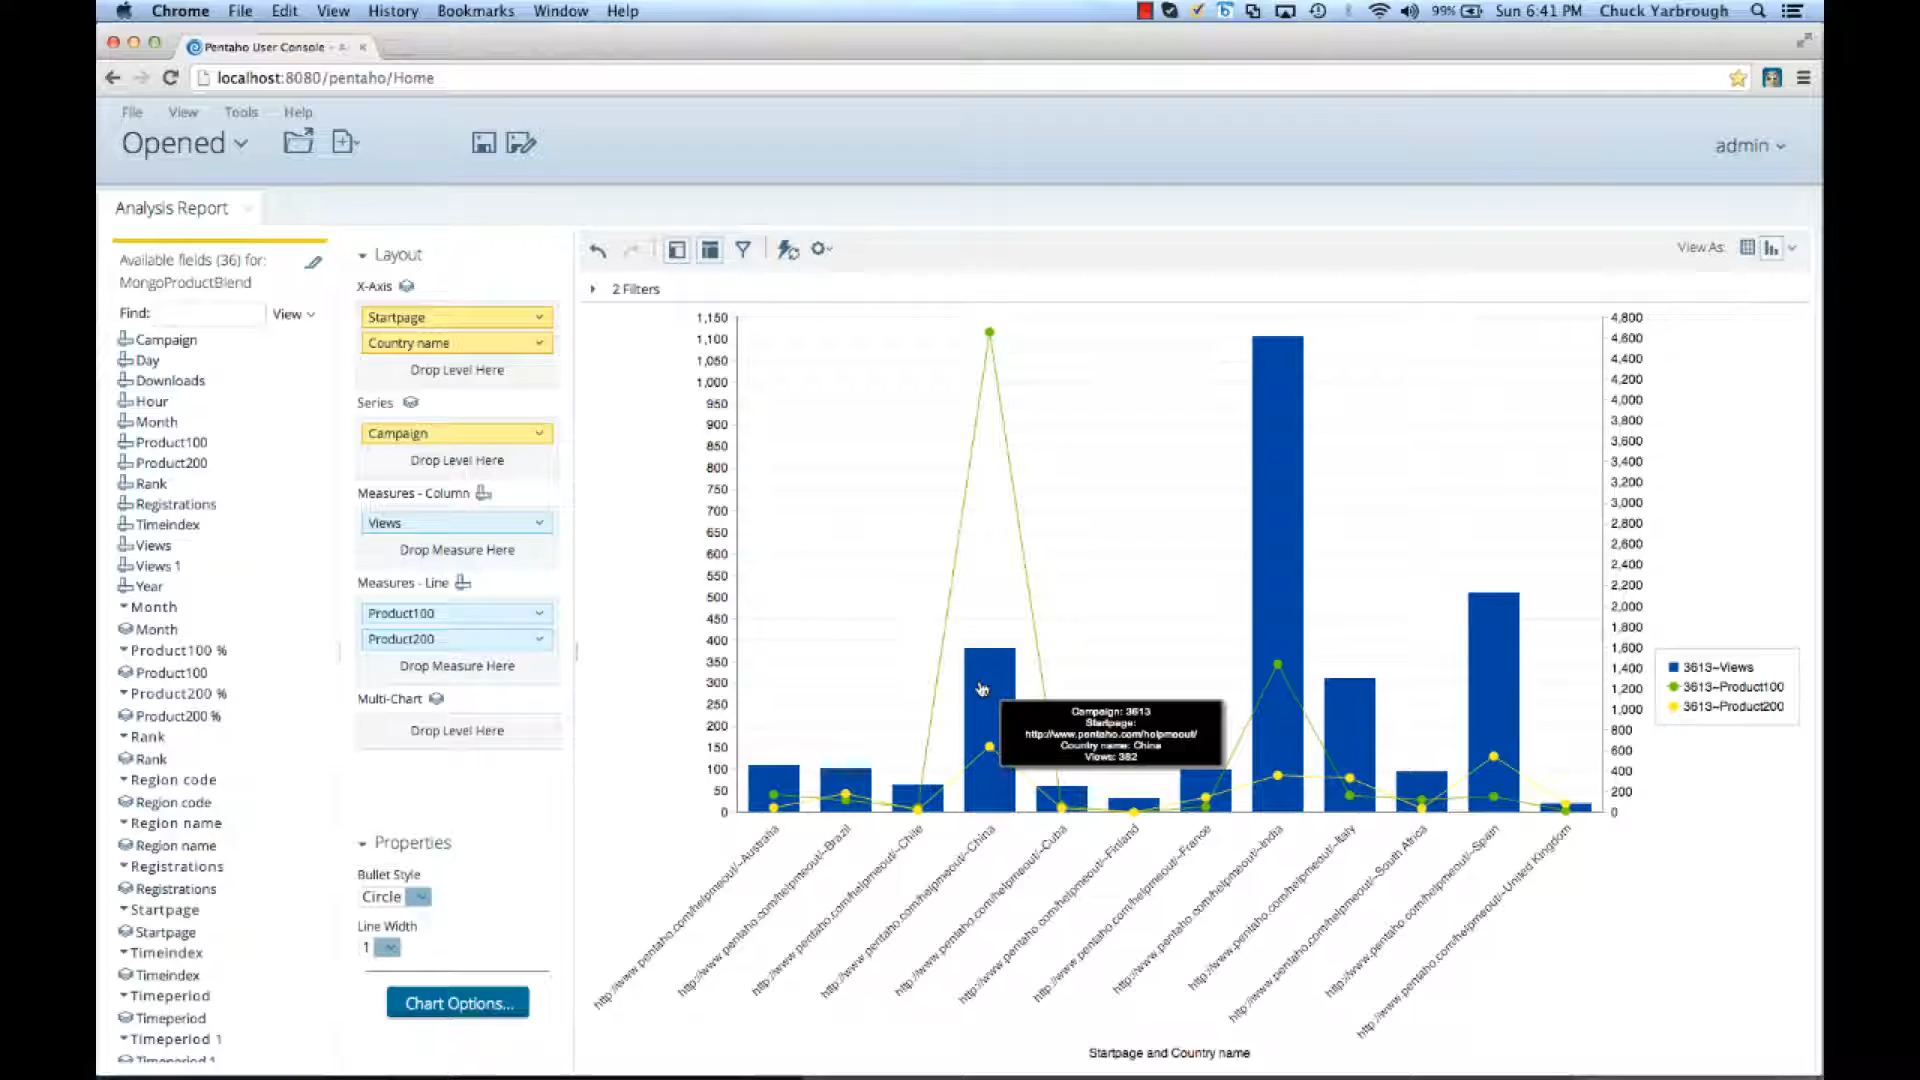 Chrome File Edit View History Bookmarks Window Help
99% Sun 6:41 PM Chuck Yarbrough
Pentaho User Console
localhost:8080/pentaho/Home
File View Tools Help
Opened
admin
Analysis Report
Available fields (36) for:
MongoProductBlend
Find: View
Campaign
Day
Downloads
Hour
Month
Product100
Product200
Rank
Registrations
Timeindex
Views
Views 1
Year
Month
Month
Product100 %
Product100
Product200 %
Product200 %
Rank
Rank
Region code
Region code
Region name
Region name
Registrations
Registrations
Startpage
Startpage
Timeindex
Timeindex
Timeperiod
Timeperiod
Timeperiod 1
Timeperiod 1
Layout
X-Axis
Startpage
Country name
Drop Level Here
Series
Campaign
Drop Level Here
Measures - Column
Views
Drop Measure Here
Measures - Line
Product100
Product200
Drop Measure Here
Multi-Chart
Drop Level Here
Properties
Bullet Style
Circle
Line Width
1
Chart Options...
View As:
2 Filters
1,150
1,100
1,050
1,000
950
900
850
800
750
700
650
600
550
500
450
400
350
300
250
200
150
100
50
0
4,800
4,600
4,400
4,200
4,000
3,800
3,600
3,400
3,200
3,000
2,800
2,600
2,400
2,200
2,000
1,800
1,600
1,400
1,200
1,000
800
600
400
200
0
Campaign: 3613
Startpage:
http://www.pentaho.com/helpmeout/
Country name: China
Views: 382
3613~Views
3613~Product100
3613~Product200
http://www.pentaho.com/helpmeout/~Australia
http://www.pentaho.com/helpmeout/~Brazil
http://www.pentaho.com/helpmeout/~Chile
http://www.pentaho.com/helpmeout/~China
http://www.pentaho.com/helpmeout/~Cuba
http://www.pentaho.com/helpmeout/~Finland
http://www.pentaho.com/helpmeout/~France
http://www.pentaho.com/helpmeout/~India
http://www.pentaho.com/helpmeout/~Italy
http://www.pentaho.com/helpmeout/~South Africa
http://www.pentaho.com/helpmeout/~Spain
http://www.pentaho.com/helpmeout/~United Kingdom
Startpage and Country name